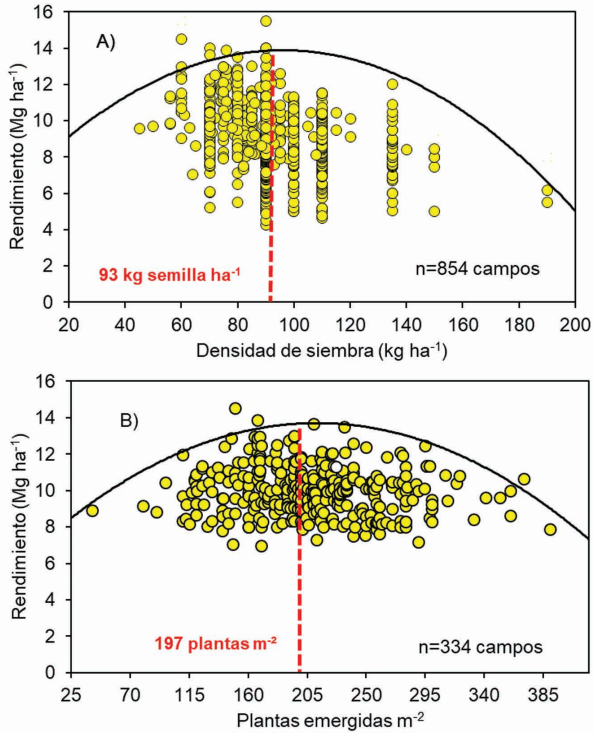 A)
Rendimiento (Mg ha⁻¹)
16
14
12
10
8
6
4
2
0
93 kg semilla ha⁻¹
n=854 campos
20 40 60 80 100 120 140 160 180 200
Densidad de siembra (kg ha⁻¹)
B)
Rendimiento (Mg ha⁻¹)
16
14
12
10
8
6
4
2
0
197 plantas m⁻²
n=334 campos
25 70 115 160 205 250 295 340 385
Plantas emergidas m⁻²